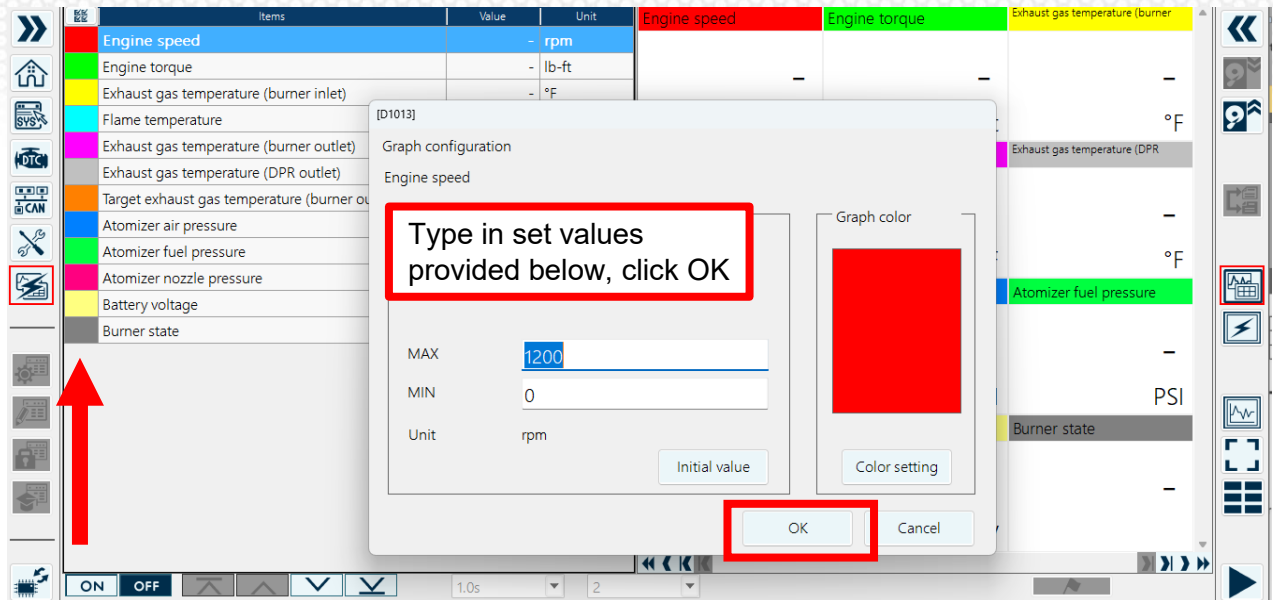 Items Value Unit
Engine speed - rpm
Engine torque - lb-ft
Exhaust gas temperature (burner inlet) - °F
Flame temperature
Exhaust gas temperature (burner outlet)
Exhaust gas temperature (DPR outlet)
Target exhaust gas temperature (burner ou
Atomizer air pressure
Atomizer fuel pressure
Atomizer nozzle pressure
Battery voltage
Burner state
Engine speed Engine torque Exhaust gas temperature (burner
- - -
°F
Exhaust gas temperature (DPR
-
°F
Atomizer fuel pressure
-
PSI
Burner state
-
[D1013]
Graph configuration
Engine speed
Type in set values
provided below, click OK
Graph color
MAX 1200
MIN 0
Unit rpm
Initial value
Color setting
OK Cancel
SYS
DTC
CAN
ON OFF 1.0s 2